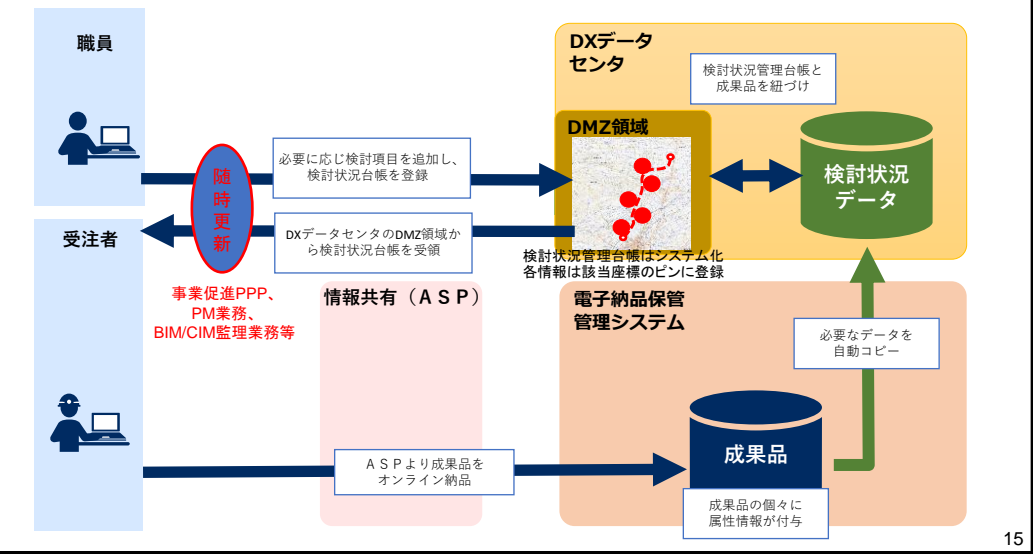 職員
DXデータ
センタ
検討状況管理台帳と
成果品を紐づけ
DMZ領域
必要に応じ検討項目を追加し、
検討状況台帳を登録
随
時
更
新
検討状況
データ
受注者
DXデータセンタのDMZ領域か
ら検討状況台帳を受領
検討状況管理台帳はシステム化
各情報は該当座標のピンに登録
事業促進PPP、
PM業務、
BIM/CIM監理業務等
情報共有（ＡＳＰ）
電子納品保管
管理システム
必要なデータを
自動コピー
ＡＳＰより成果品を
オンライン納品
成果品
成果品の個々に
属性情報が付与
15